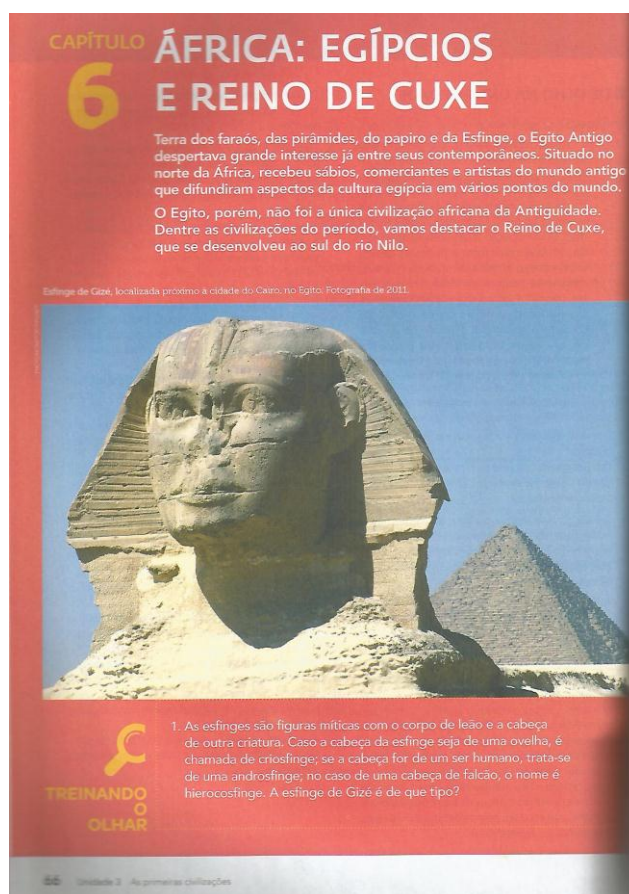 CAPÍTULO
6
ÁFRICA: EGÍPCIOS
E REINO DE CUXE
Terra dos faraós, das pirâmides, do papiro e da Esfinge, o Egito Antigo
despertava grande interesse já entre seus contemporâneos. Situado no
norte da África, recebeu sábios, comerciantes e artistas do mundo antigo
que difundiram aspectos da cultura egípcia em vários pontos do mundo.
O Egito, porém, não foi a única civilização africana da Antiguidade.
Dentre as civilizações do período, vamos destacar o Reino de Cuxe,
que se desenvolveu ao sul do rio Nilo.
Esfinge de Gizé, localizada próximo à cidade do Cairo, no Egito. Fotografia de 2011.
TREINANDO
O
OLHAR
1. As esfinges são figuras míticas com o corpo de leão e a cabeça
de outra criatura. Caso a cabeça da esfinge seja de uma ovelha, é
chamada de criosfinge; se a cabeça for de um ser humano, trata-se
de uma androsfinge; no caso de uma cabeça de falcão, o nome é
hierocosfinge. A esfinge de Gizé é de que tipo?
66 Unidade 3 As primeiras civilizações